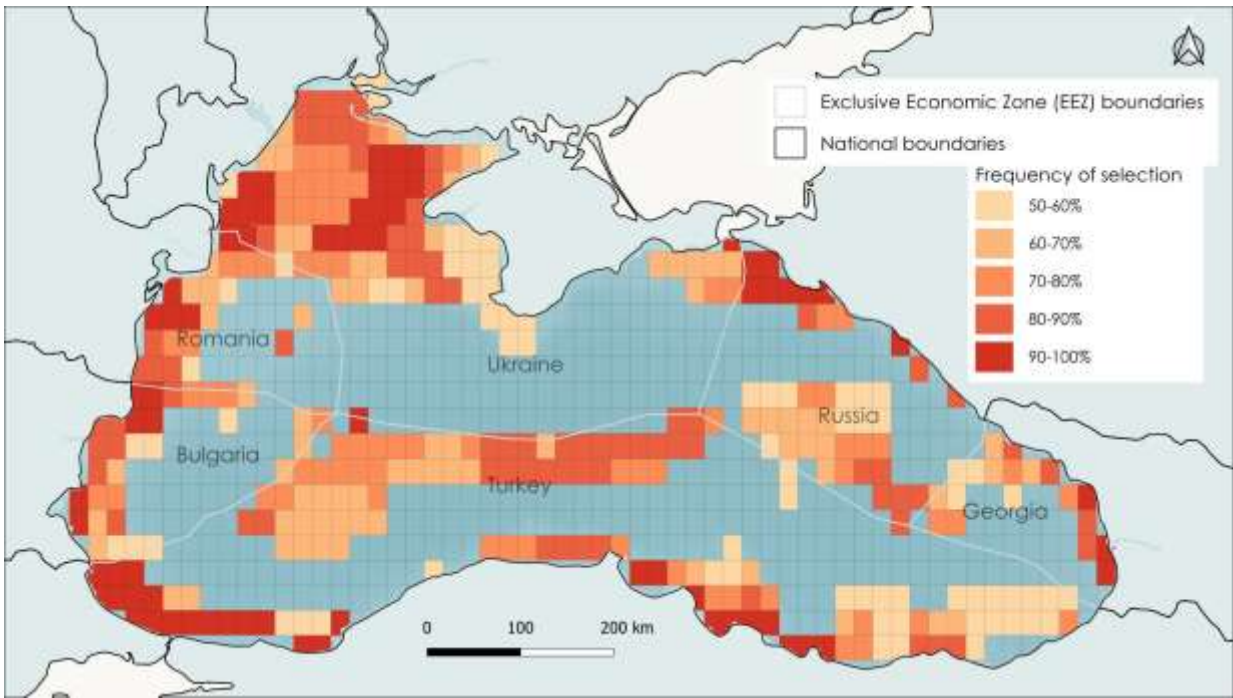 Exclusive Economic Zone (EEZ) boundaries
National boundaries
Frequency of selection
50-60%
60-70%
70-80%
80-90%
90-100%
Romania
Ukraine
Russia
Bulgaria
Turkey
Georgia
0 100 200 km